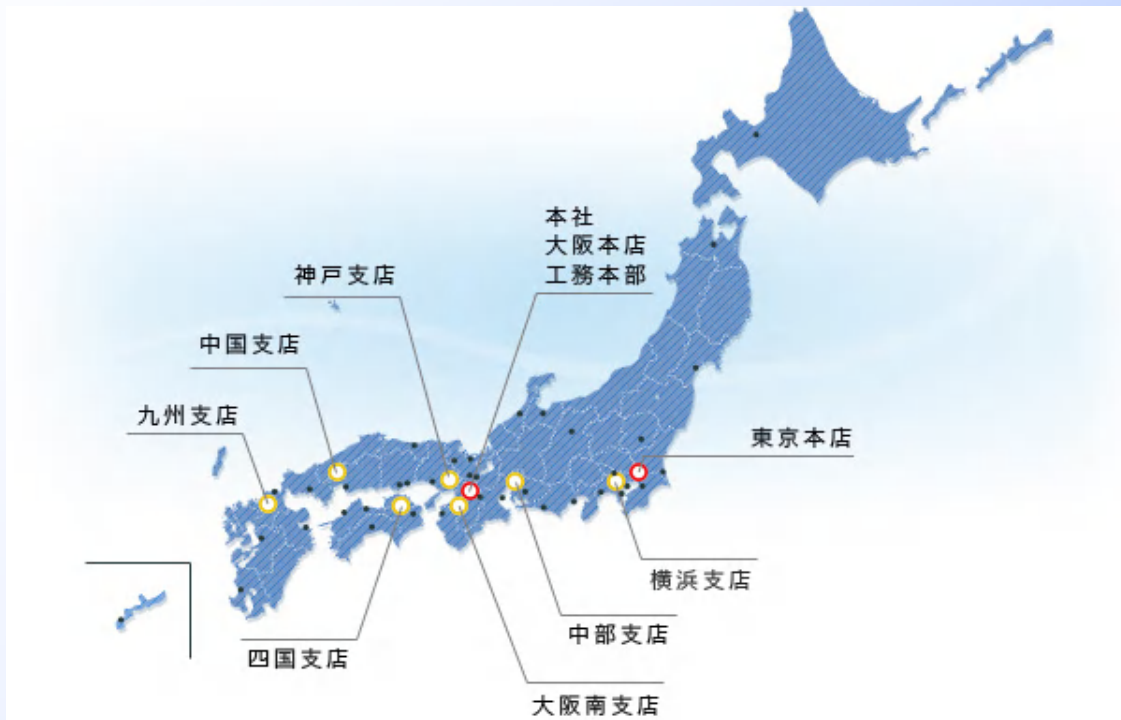 本社
大阪本店
工務本部
神戸支店
中国支店
九州支店
東京本店
横浜支店
中部支店
四国支店
大阪南支店